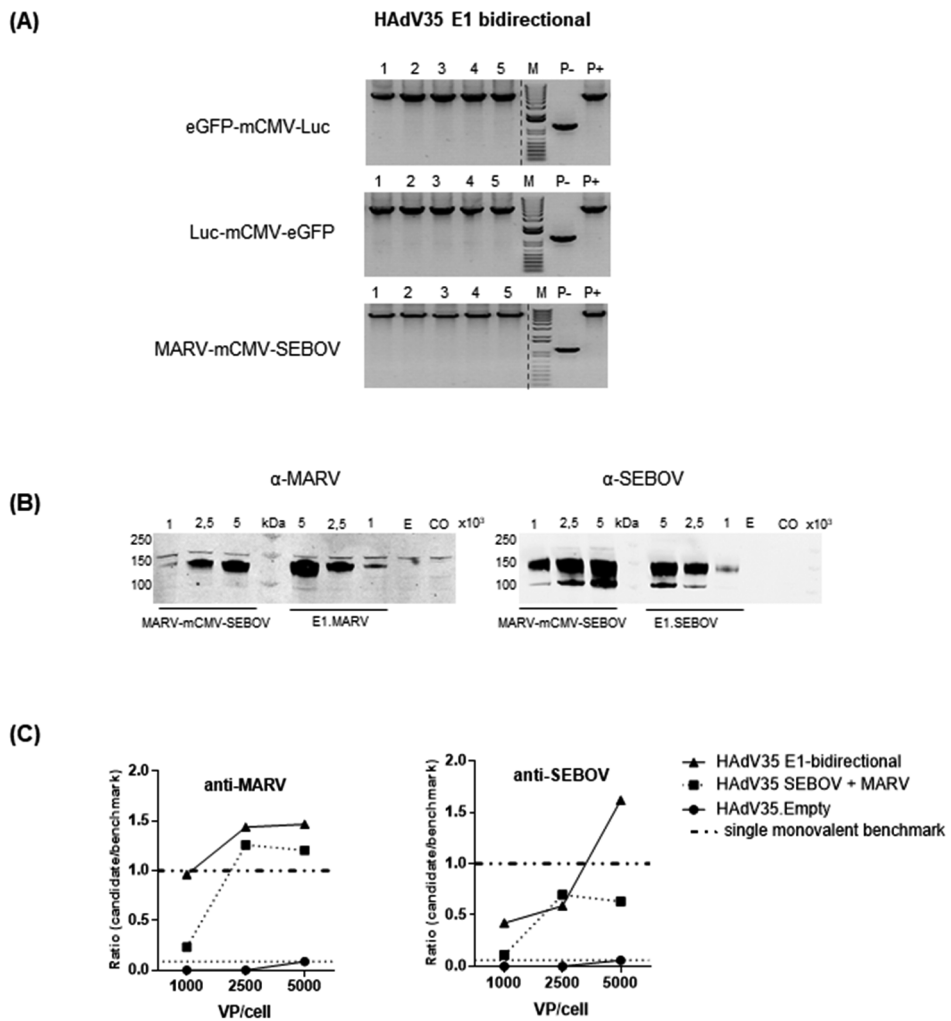 (A)
HAdV35 E1 bidirectional
1 2 3 4 5 M P- P+
eGFP-mCMV-Luc
1 2 3 4 5 M P- P+
Luc-mCMV-eGFP
1 2 3 4 5 M P- P+
MARV-mCMV-SEBOV
(B)
α-MARV
α-SEBOV
1 2,5 5 kDa 5 2,5 1 E CO x10³
1 2,5 5 kDa 5 2,5 1 E CO x10³
250
150
100
250
150
100
MARV-mCMV-SEBOV
E1.MARV
MARV-mCMV-SEBOV
E1.SEBOV
(C)
anti-MARV
Ratio (candidate/benchmark)
2.0
1.5
1.0
0.5
0.0
1000 2500 5000
VP/cell
anti-SEBOV
Ratio (candidate/benchmark)
2.0
1.5
1.0
0.5
0.0
1000 2500 5000
VP/cell
HAdV35 E1-bidirectional
HAdV35 SEBOV + MARV
HAdV35.Empty
single monovalent benchmark